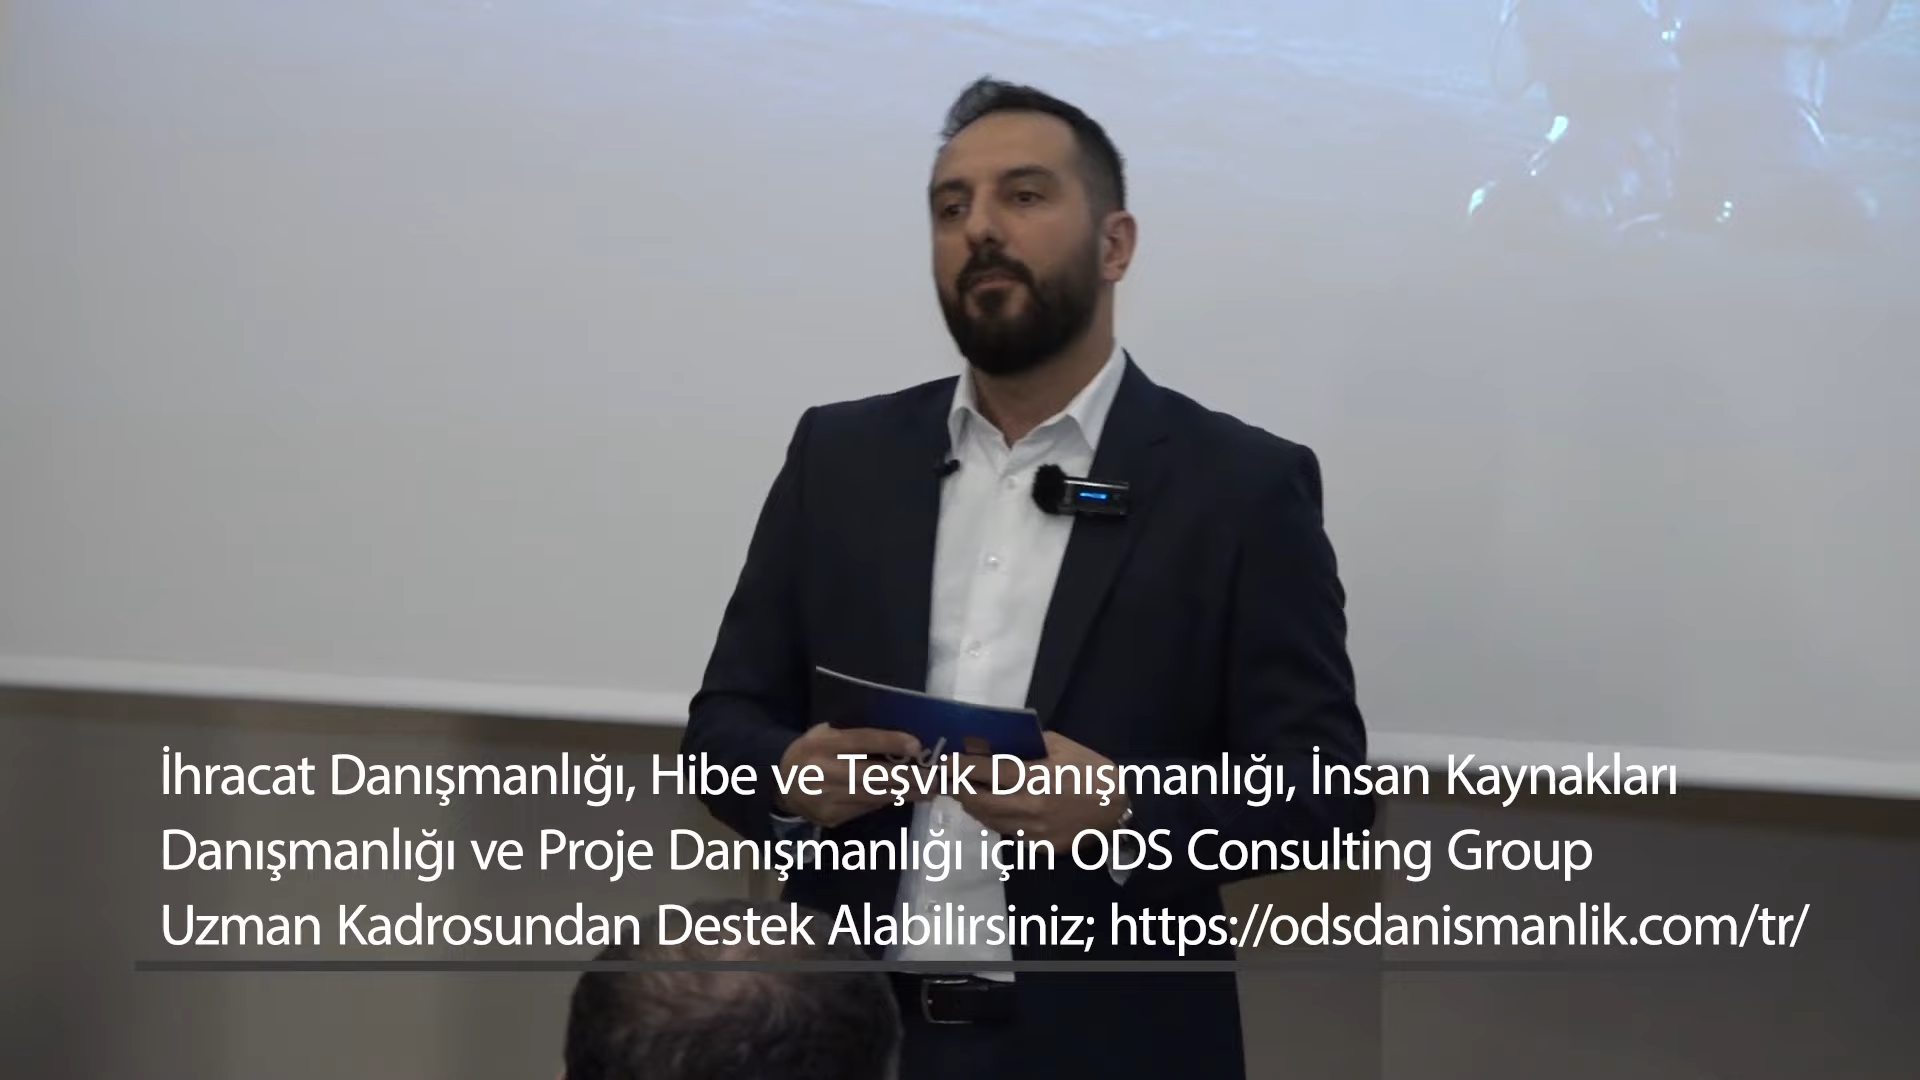 İhracat Danışmanlığı, Hibe ve Teşvik Danışmanlığı, İnsan Kaynakları
Danışmanlığı ve Proje Danışmanlığı için ODS Consulting Group
Uzman Kadrosundan Destek Alabilirsiniz; https://odsdanismanlik.com/tr/